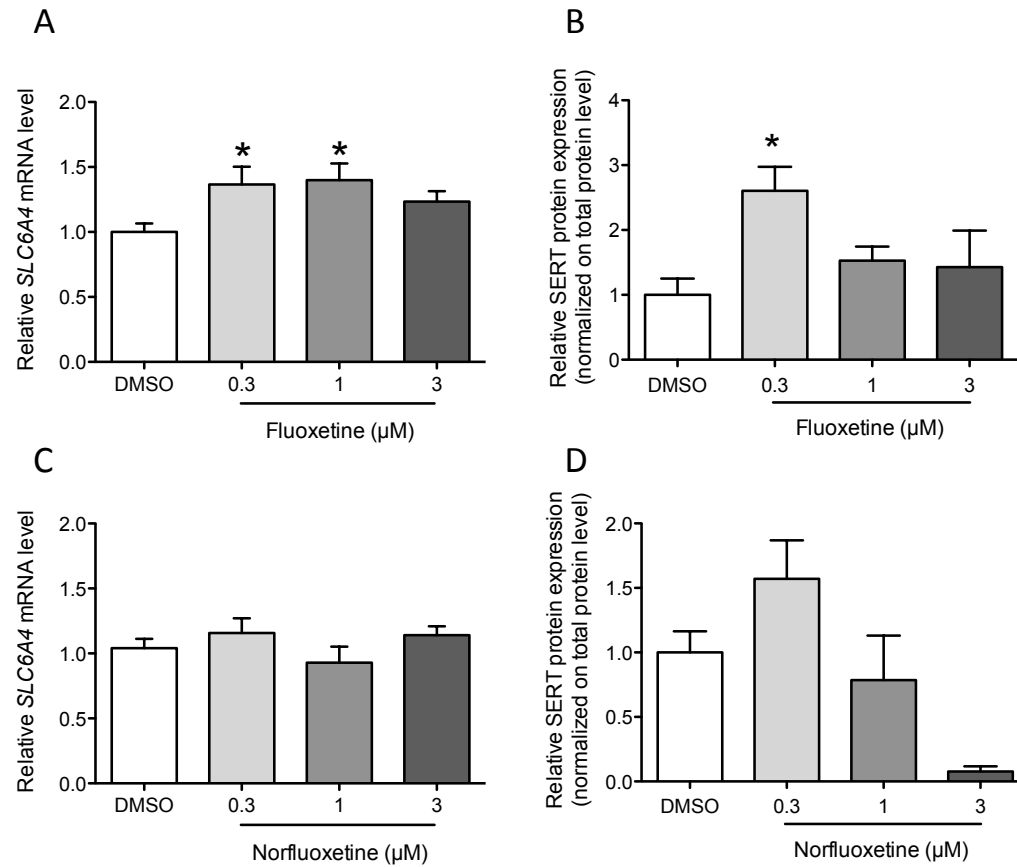 A
Relative SLC6A4 mRNA level
2.0
1.5
1.0
0.5
0.0
*
*
DMSO
0.3
1
3
Fluoxetine (µM)
B
Relative SERT protein expression
(normalized on total protein level)
4
3
2
1
0
*
DMSO
0.3
1
3
Fluoxetine (µM)
C
Relative SLC6A4 mRNA level
2.0
1.5
1.0
0.5
0.0
DMSO
0.3
1
3
Norfluoxetine (µM)
D
Relative SERT protein expression
(normalized on total protein level)
2.0
1.5
1.0
0.5
0.0
DMSO
0.3
1
3
Norfluoxetine (µM)